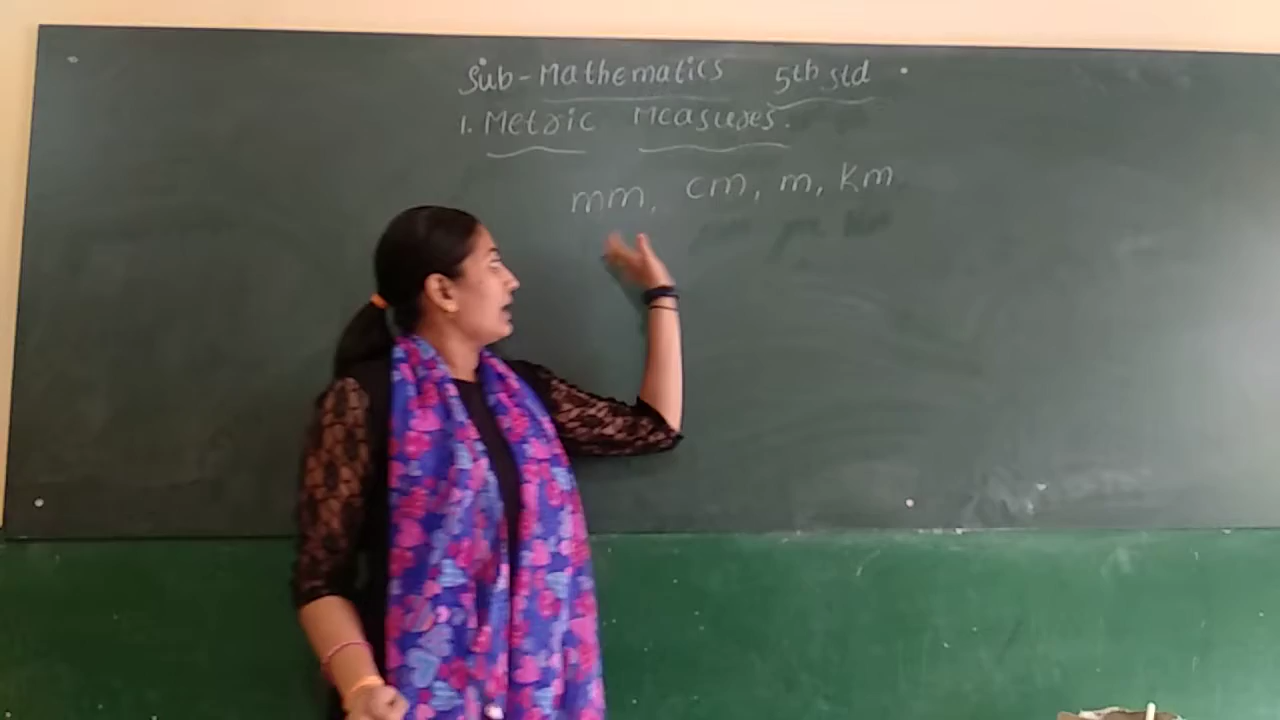 Sub-Mathematics 5th std.
1. Metric Measures.
mm, cm, m, km